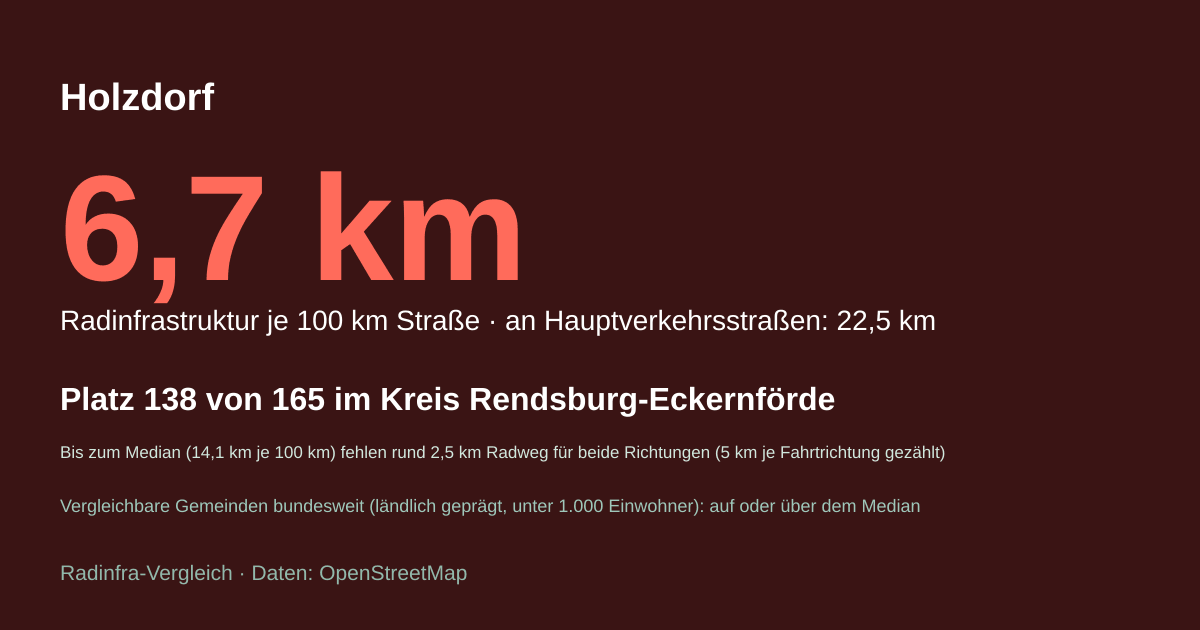 Holzdorf
6,7 km
Radinfrastruktur je 100 km Straße · an Hauptverkehrsstraßen: 22,5 km
Platz 138 von 165 im Kreis Rendsburg-Eckernförde
Bis zum Median (14,1 km je 100 km) fehlen rund 2,5 km Radweg für beide Richtungen (5 km je Fahrtrichtung gezählt)
Vergleichbare Gemeinden bundesweit (ländlich geprägt, unter 1.000 Einwohner): auf oder über dem Median
Radinfra-Vergleich · Daten: OpenStreetMap